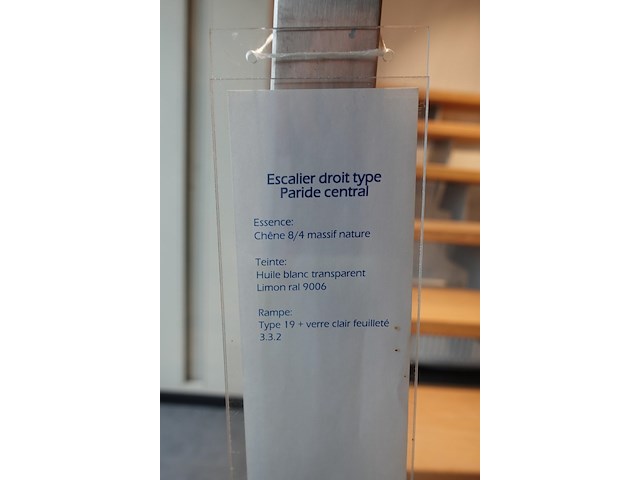 Escalier droit type
Paride central
Essence:
Chêne 8/4 massif nature
Teinte:
Huile blanc transparent
Limon ral 9006
Rampe:
Type 19 + verre clair feuilleté
3.3.2